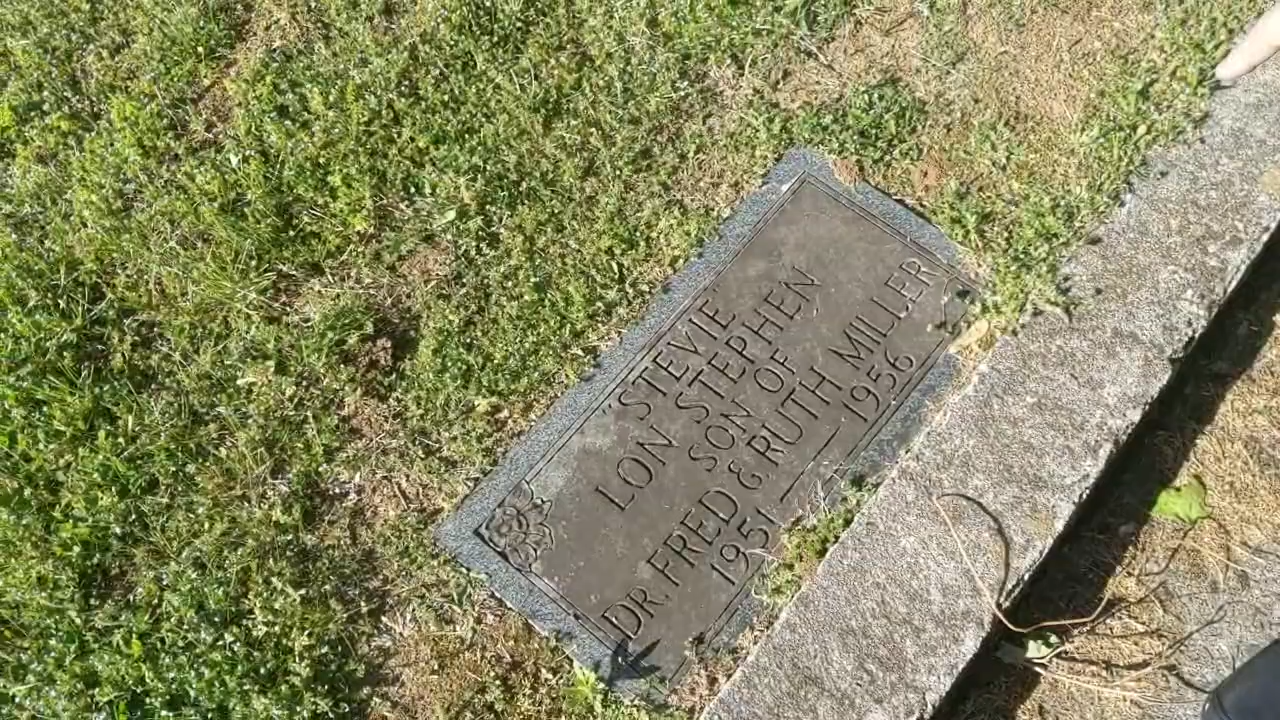 "STEVIE"
LON STEPHEN
SON OF
DR. FRED & RUTH MILLER
1951 — 1956